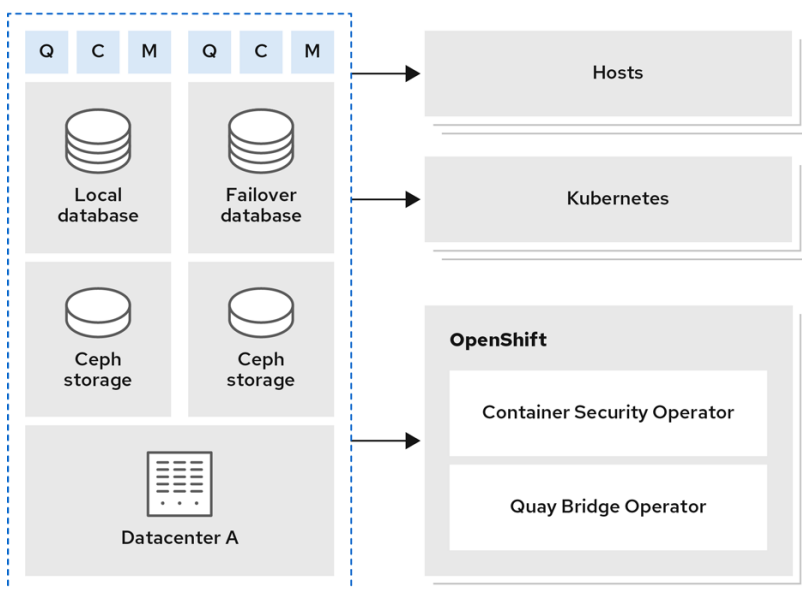 Q C M Q C M
Local
database
Failover
database
Ceph
storage
Ceph
storage
Datacenter A
Hosts
Kubernetes
OpenShift
Container Security Operator
Quay Bridge Operator